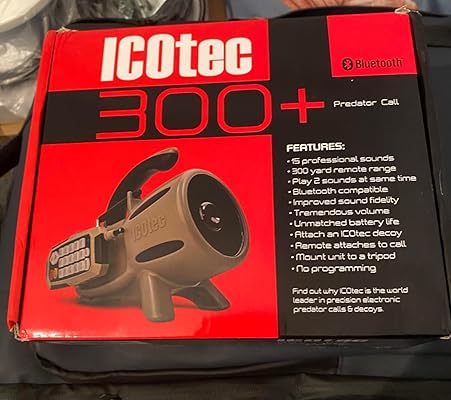 ICOtec
Bluetooth
300+
Predator Call
FEATURES:
• 15 professional sounds
• 300 yard remote range
• Play 2 sounds at same time
• Bluetooth compatible
• Improved sound fidelity
• Tremendous volume
• Unmatched battery life
• Attach an ICOtec decoy
• Remote attaches to call
• Mount unit to a tripod
• No programming
Find out why ICOtec is the world
leader in precision electronic
predator calls & decoys.
ICOtec
ICOtec